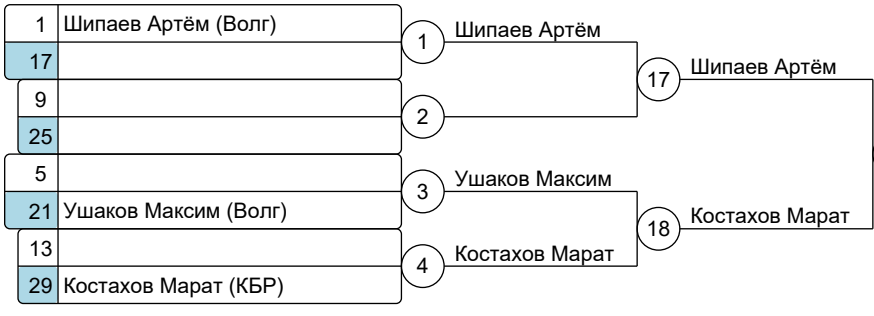 1 Шипаев Артём (Волг)
17
1 Шипаев Артём
9
25
2
17 Шипаев Артём
5
21 Ушаков Максим (Волг)
3 Ушаков Максим
13
29 Костахов Марат (КБР)
4 Костахов Марат
18 Костахов Марат